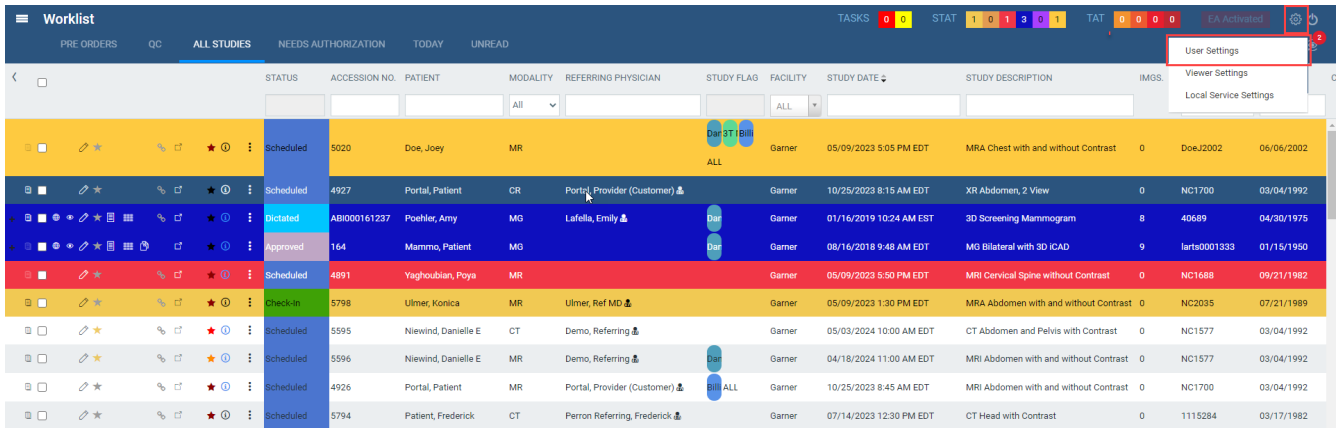 Worklist TASKS 0 0 STAT 1 0 1 3 0 1 TAT 0 0 0 0 EA Activated
PRE ORDERS QC ALL STUDIES NEEDS AUTHORIZATION TODAY UNREAD 2
User Settings
Viewer Settings
Local Service Settings
STATUS ACCESSION NO. PATIENT MODALITY REFERRING PHYSICIAN STUDY FLAG FACILITY STUDY DATE STUDY DESCRIPTION IMGS.
All ALL
Dar 3T I Billi
Scheduled 5020 Doe, Joey MR ALL Garner 05/09/2023 5:05 PM EDT MRA Chest with and without Contrast 0 DoeJ2002 06/06/2002
Scheduled 4927 Portal, Patient CR Portal, Provider (Customer) Garner 10/25/2023 8:15 AM EDT XR Abdomen, 2 View 0 NC1700 03/04/1992
Dictated ABI000161237 Poehler, Amy MG Lafella, Emily Dar Garner 01/16/2019 10:24 AM EST 3D Screening Mammogram 8 40689 04/30/1975
Approved 164 Mammo, Patient MG Dar Garner 08/16/2018 9:48 AM EDT MG Bilateral with 3D iCAD 9 larts0001333 01/15/1950
Scheduled 4891 Yaghoubian, Poya MR Garner 05/09/2023 5:50 PM EDT MRI Cervical Spine without Contrast 0 NC1688 09/21/1982
Check-In 5798 Ulmer, Konica MR Ulmer, Ref MD Garner 05/09/2023 1:30 PM EDT MRA Abdomen with and without Contrast 0 NC2035 07/21/1989
Scheduled 5595 Niewind, Danielle E CT Demo, Referring Garner 05/03/2024 10:00 AM EDT CT Abdomen and Pelvis with Contrast 0 NC1577 03/04/1992
Scheduled 5596 Niewind, Danielle E MR Demo, Referring Dar Garner 04/18/2024 11:00 AM EDT MRI Abdomen with and without Contrast 0 NC1577 03/04/1992
Scheduled 4926 Portal, Patient MR Portal, Provider (Customer) Billi ALL Garner 10/25/2023 8:45 AM EDT MRI Abdomen with and without Contrast 0 NC1700 03/04/1992
Scheduled 5794 Patient, Frederick CT Perron Referring, Frederick Garner 07/14/2023 12:30 PM EDT CT Head with Contrast 0 1115284 03/17/1982